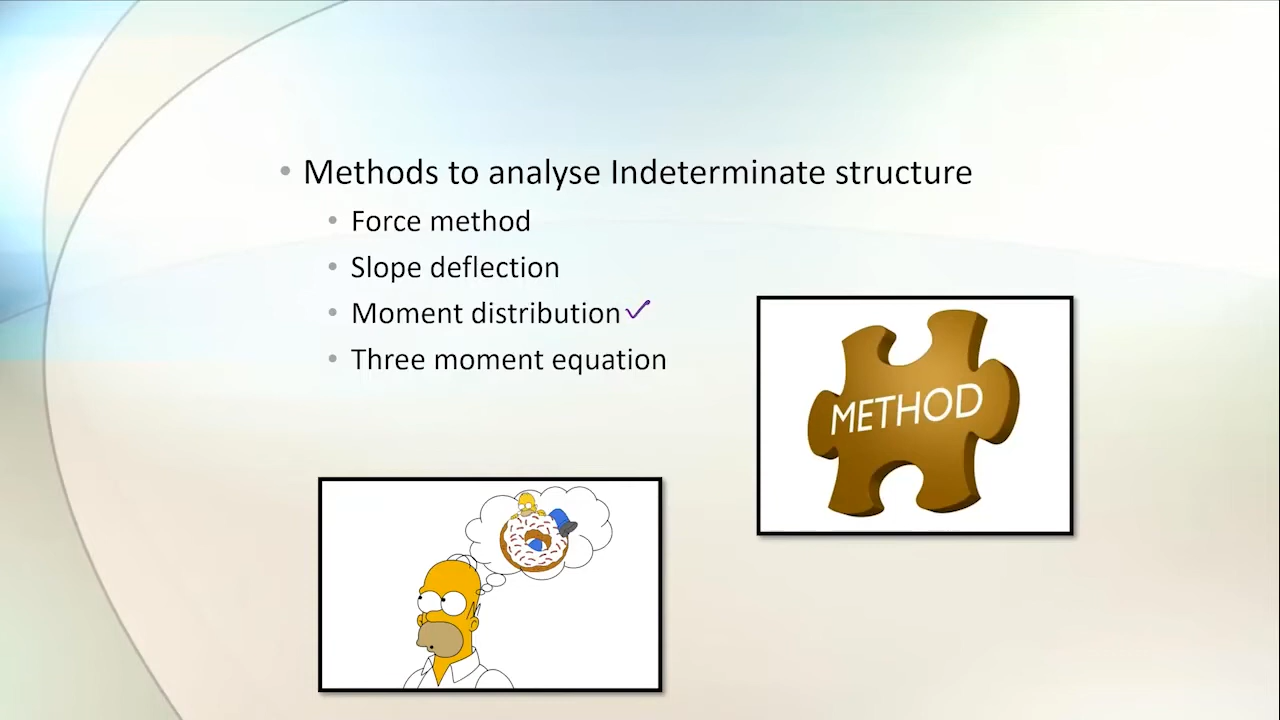 Methods to analyse Indeterminate structure
Force method
Slope deflection
Moment distribution
Three moment equation
METHOD